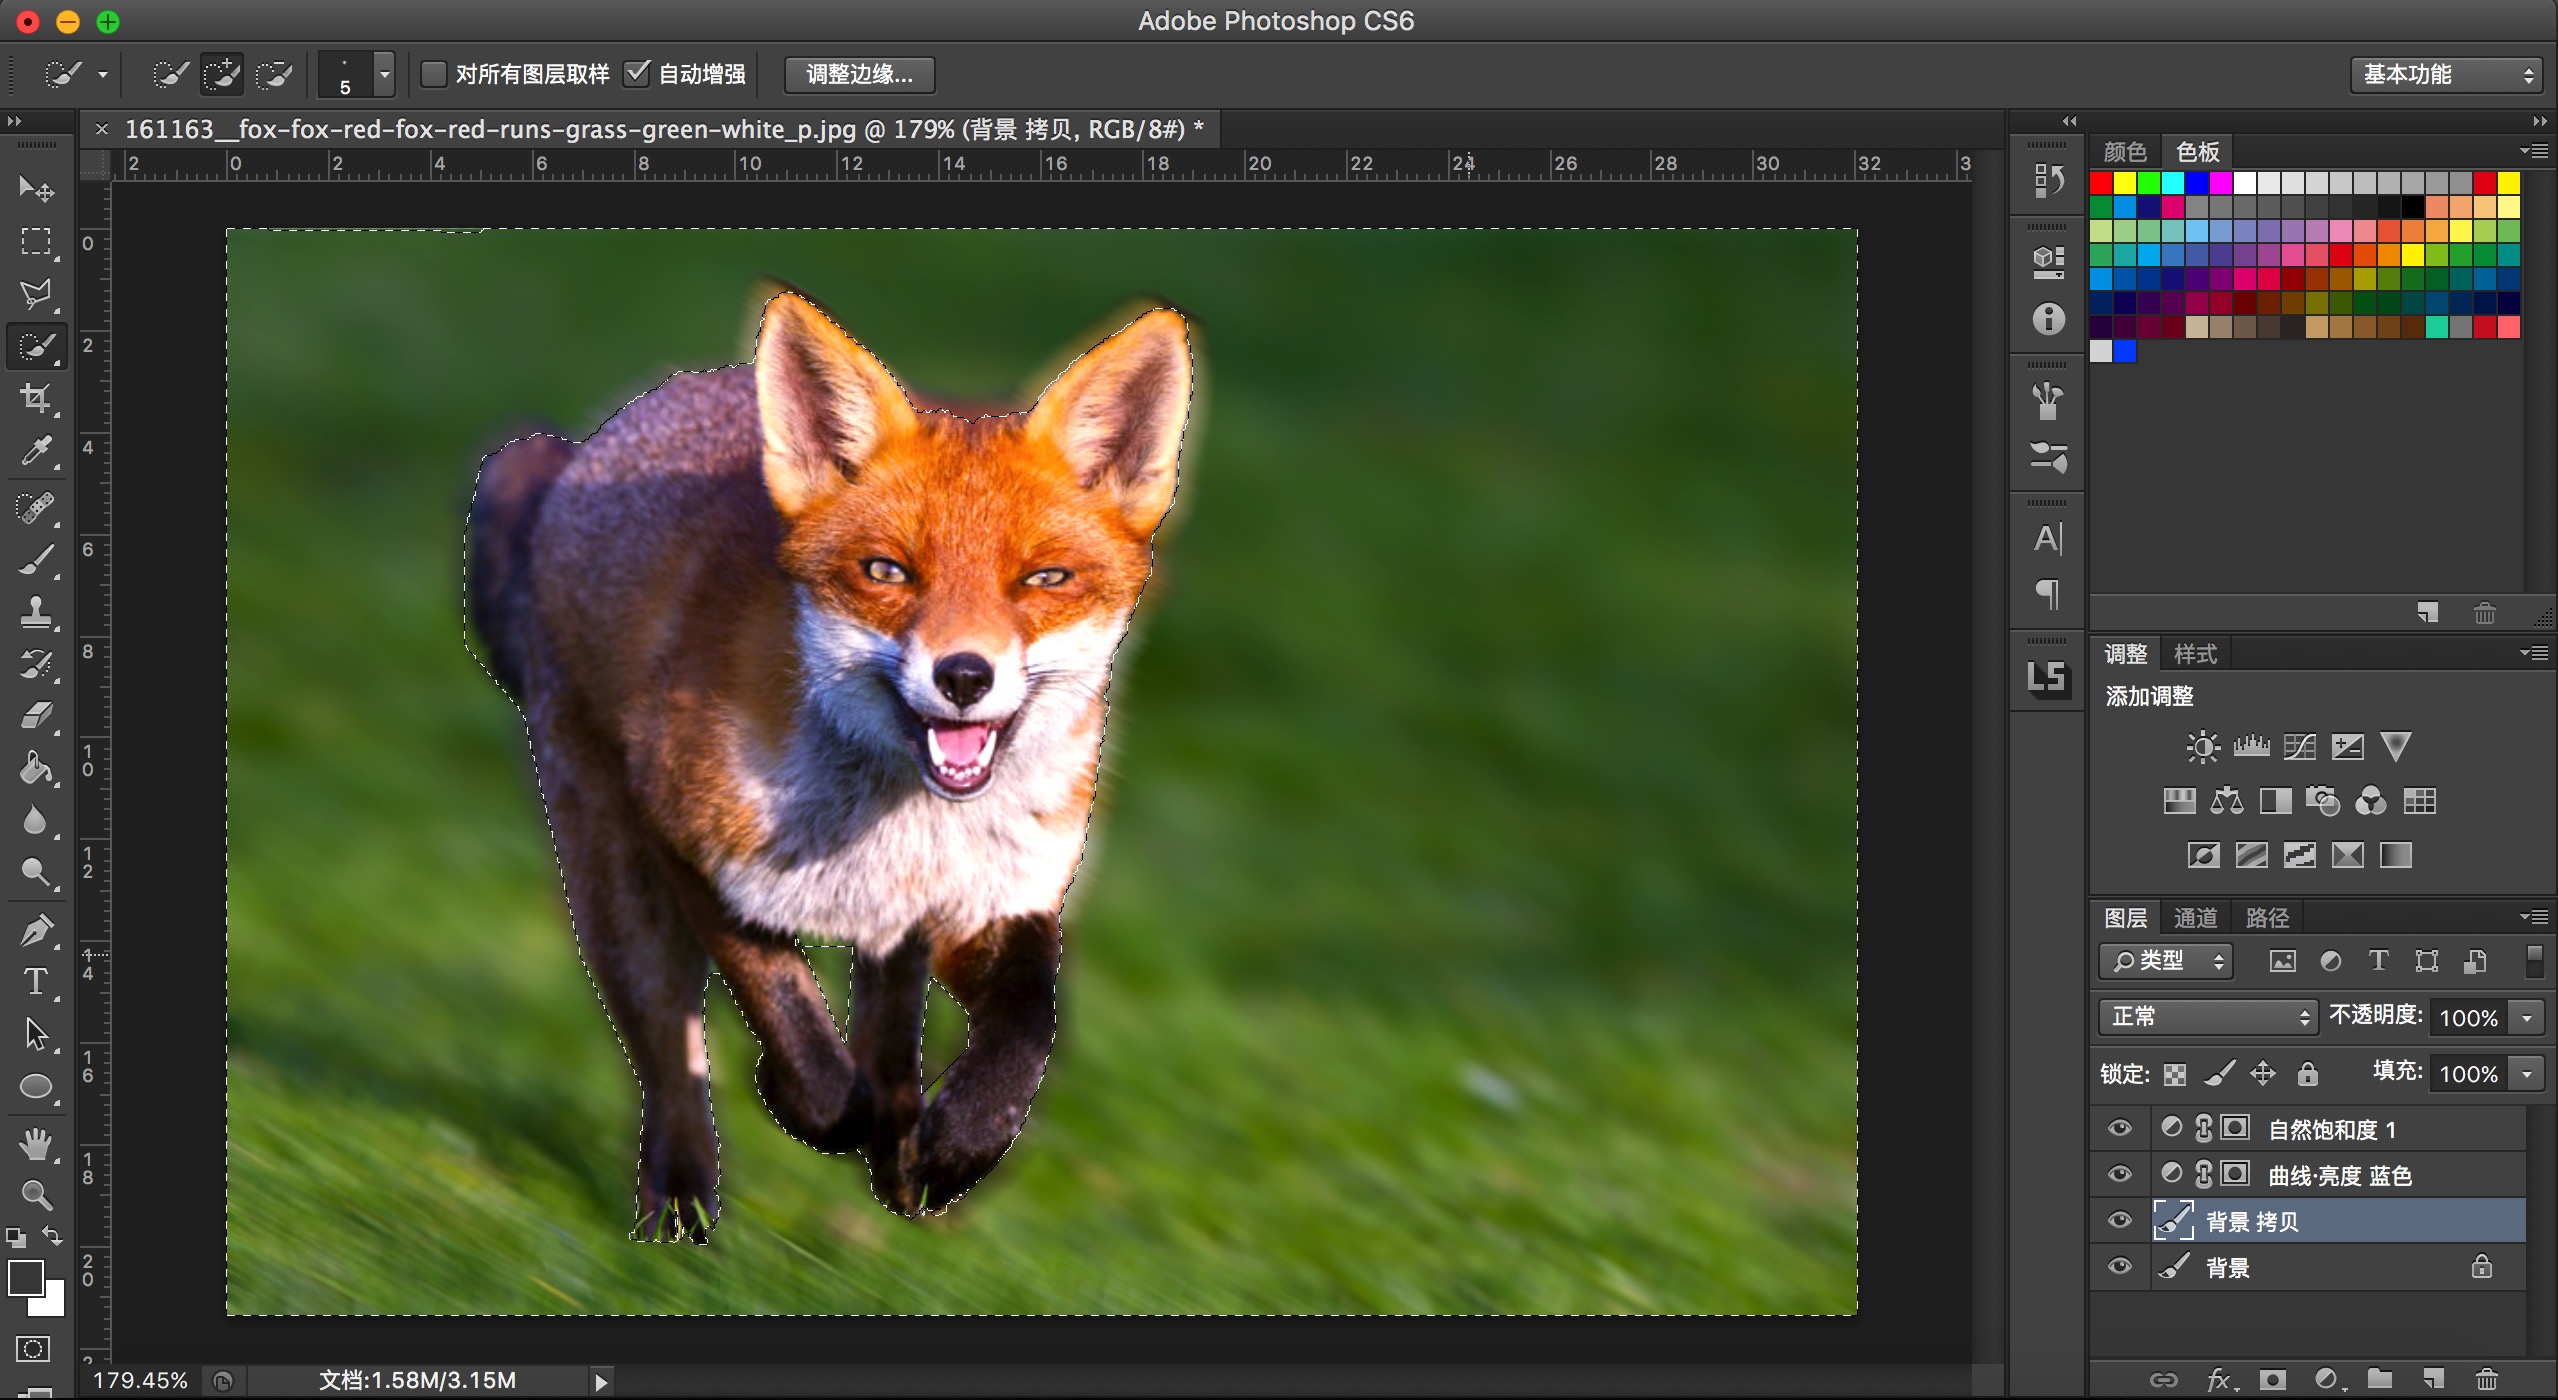 Adobe Photoshop CS6
5
对所有图层取样
自动增强
调整边缘...
基本功能
× 161163__fox-fox-red-fox-red-runs-grass-green-white_p.jpg @ 179% (背景 拷贝, RGB/8#) *
2 0 2 4 6 8 10 12 14 16 18 20 22 24 26 28 30 32 3
0
2
4
6
8
10
12
14
16
18
20
2
颜色 色板
调整 样式
添加调整
图层 通道 路径
类型
正常 不透明度: 100%
锁定: 填充: 100%
自然饱和度 1
曲线·亮度 蓝色
背景 拷贝
背景
fx
179.45% 文档:1.58M/3.15M
A
LS
T